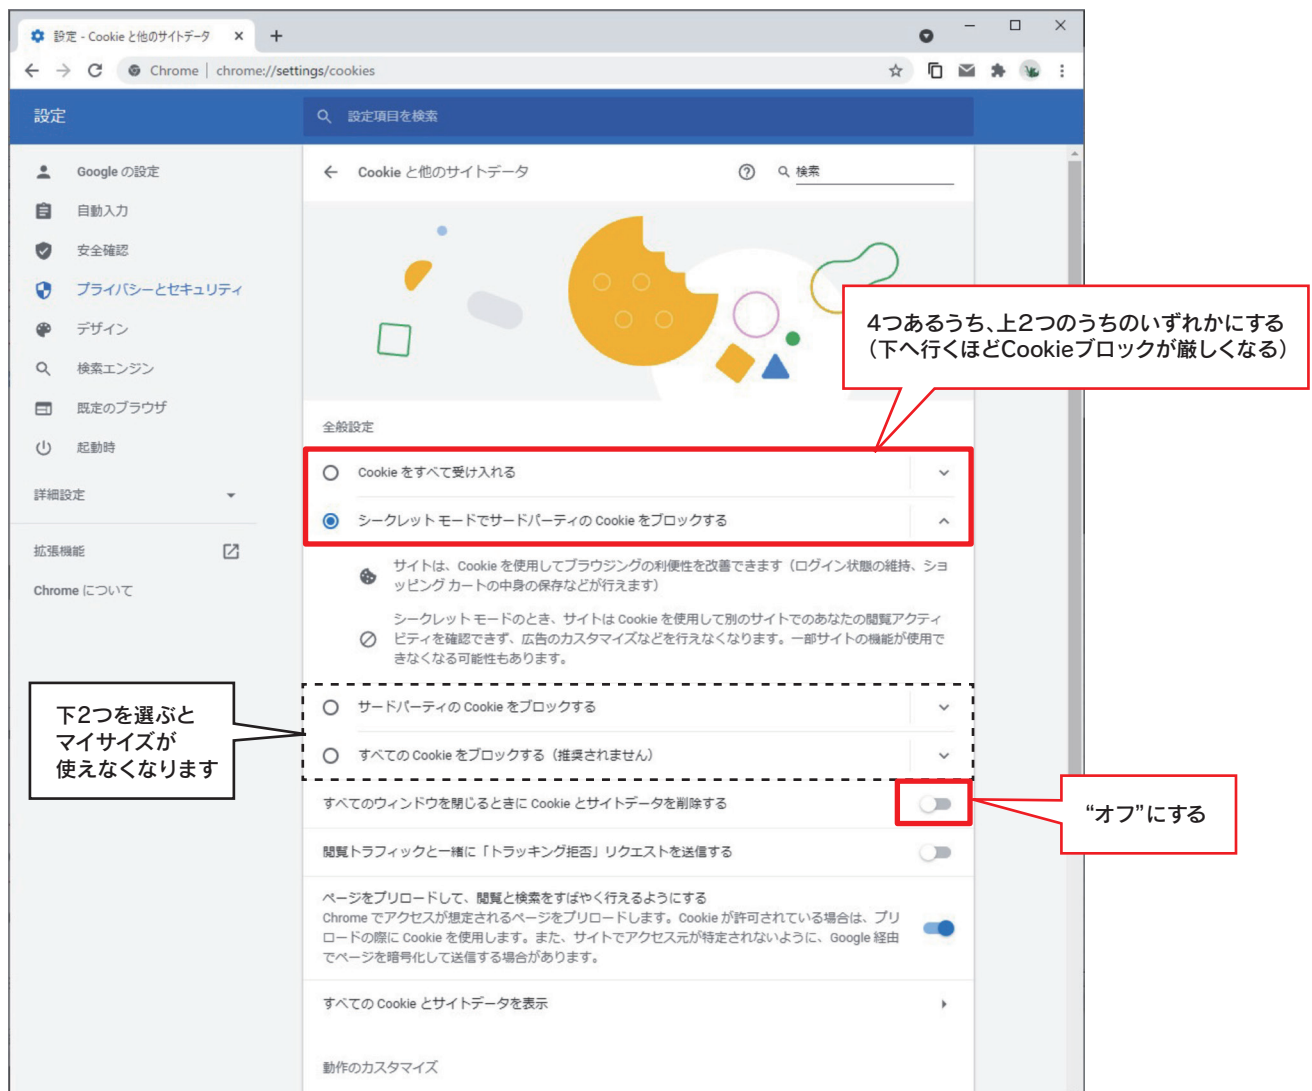 設定 - Cookie と他のサイトデータ
Chrome | chrome://settings/cookies
設定
設定項目を検索
Google の設定
自動入力
安全確認
プライバシーとセキュリティ
デザイン
検索エンジン
既定のブラウザ
起動時
詳細設定
拡張機能
Chrome について
Cookie と他のサイトデータ
検索
4つあるうち、上2つのうちのいずれかにする
（下へ行くほどCookieブロックが厳しくなる）
全般設定
Cookie をすべて受け入れる
シークレット モードでサードパーティの Cookie をブロックする
サイトは、Cookie を使用してブラウジングの利便性を改善できます（ログイン状態の維持、ショ
ッピング カートの中身の保存などが行えます）
シークレット モードのとき、サイトは Cookie を使用して別のサイトでのあなたの閲覧アクティ
ビティを確認できず、広告のカスタマイズなどを行えなくなります。一部サイトの機能が使用で
きなくなる可能性もあります。
下2つを選ぶと
マイサイズが
使えなくなります
サードパーティの Cookie をブロックする
すべての Cookie をブロックする（推奨されません）
すべてのウィンドウを閉じるときに Cookie とサイトデータを削除する
“オフ”にする
閲覧トラフィックと一緒に「トラッキング拒否」リクエストを送信する
ページをプリロードして、閲覧と検索をすばやく行えるようにする
Chrome でアクセスが想定されるページをプリロードします。Cookie が許可されている場合は、プリ
ロードの際に Cookie を使用します。また、サイトでアクセス元が特定されないように、Google 経由
でページを暗号化して送信する場合があります。
すべての Cookie とサイトデータを表示
動作のカスタマイズ